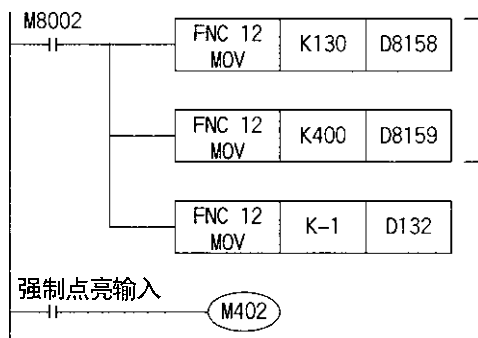 M8002
FNC 12 MOV K130 D8158
FNC 12 MOV K400 D8159
FNC 12 MOV K-1 D132
强制点亮输入
M402